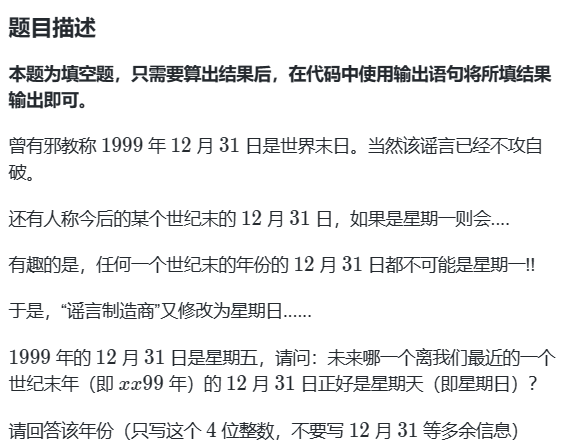 题目描述
本题为填空题，只需要算出结果后，在代码中使用输出语句将所填结果
输出即可。
曾有邪教称 1999 年 12 月 31 日是世界末日。当然该谣言已经不攻自
破。
还有人称今后的某个世纪末的 12 月 31 日，如果是星期一则会....
有趣的是，任何一个世纪末的年份的 12 月 31 日都不可能是星期一!!
于是，“谣言制造商”又修改为星期日......
1999 年的 12 月 31 日是星期五，请问：未来哪一个离我们最近的一个
世纪末年（即 xx99 年）的 12 月 31 日正好是星期天（即星期日）？
请回答该年份（只写这个 4 位整数，不要写 12 月 31 等多余信息）